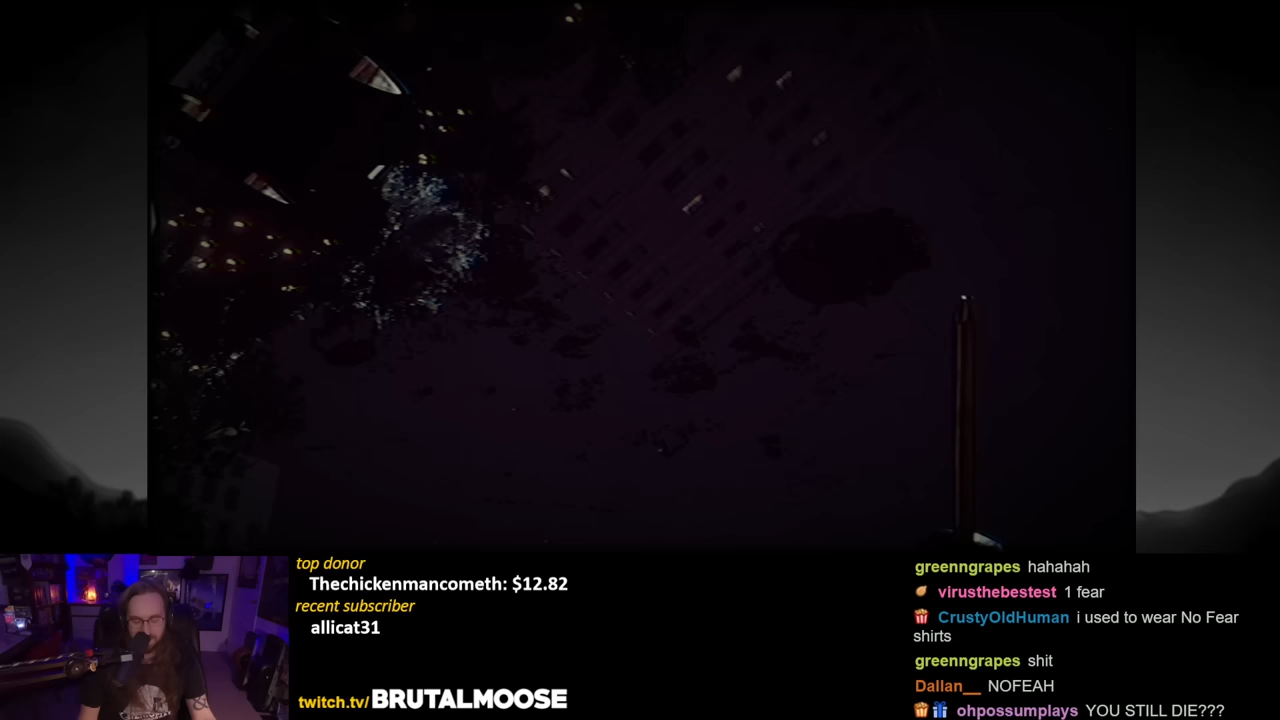 top donor
Thechickenmancometh: $12.82
recent subscriber
allicat31
twitch.tv/BRUTALMOOSE
greenngrapes hahahah
virusthebestest 1 fear
CrustyOldHuman i used to wear No Fear
shirts
greenngrapes shit
Dallan__ NOFEAH
ohpossumplays YOU STILL DIE???